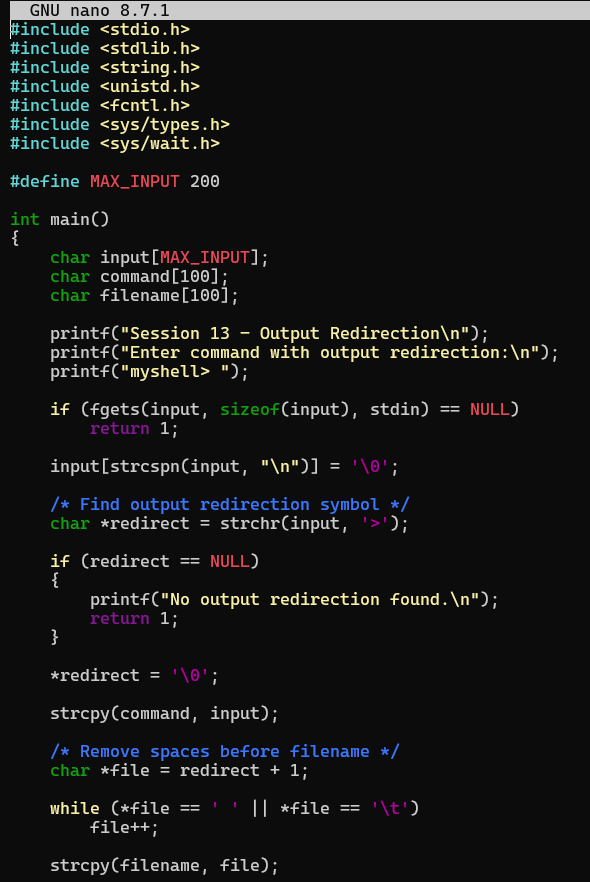 GNU nano 8.7.1
#include <stdio.h>
#include <stdlib.h>
#include <string.h>
#include <unistd.h>
#include <fcntl.h>
#include <sys/types.h>
#include <sys/wait.h>
#define MAX_INPUT 200
int main()
{
    char input[MAX_INPUT];
    char command[100];
    char filename[100];
    printf("Session 13 – Output Redirection\n");
    printf("Enter command with output redirection:\n");
    printf("myshell> ");
    if (fgets(input, sizeof(input), stdin) == NULL)
        return 1;
    input[strcspn(input, "\n")] = '\0';
    /* Find output redirection symbol */
    char *redirect = strchr(input, '>');
    if (redirect == NULL)
    {
        printf("No output redirection found.\n");
        return 1;
    }
    *redirect = '\0';
    strcpy(command, input);
    /* Remove spaces before filename */
    char *file = redirect + 1;
    while (*file == ' ' || *file == '\t')
        file++;
    strcpy(filename, file);